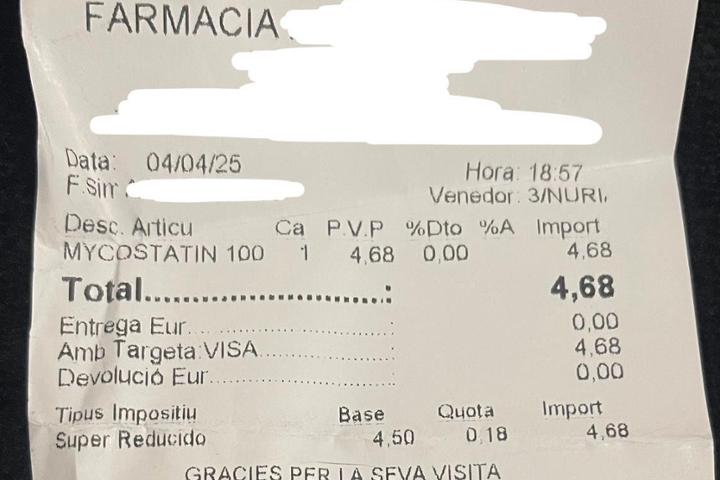 FARMACIA
Data: 04/04/25 Hora: 18:57
F.Sim Venedor: 3/NURI.
Desc. Articu Ca P.V.P %Dto %A Import
MYCOSTATIN 100 1 4,68 0,00 4,68
Total..............................: 4,68
Entrega Eur...........................: 0,00
Amb Targeta:VISA..................: 4,68
Devolució Eur.........................: 0,00
Tipus Impositiu Base Quota Import
Super Reducido 4,50 0,18 4,68
GRACIES PER LA SEVA VISITA